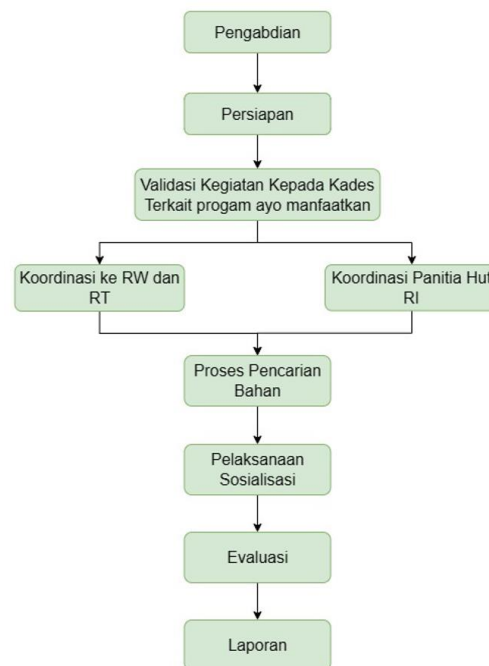 Pengabdian
Persiapan
Validasi Kegiatan Kepada Kades
Terkait progam ayo manfaatkan
Koordinasi ke RW dan
RT
Koordinasi Panitia Hut
RI
Proses Pencarian
Bahan
Pelaksanaan
Sosialisasi
Evaluasi
Laporan